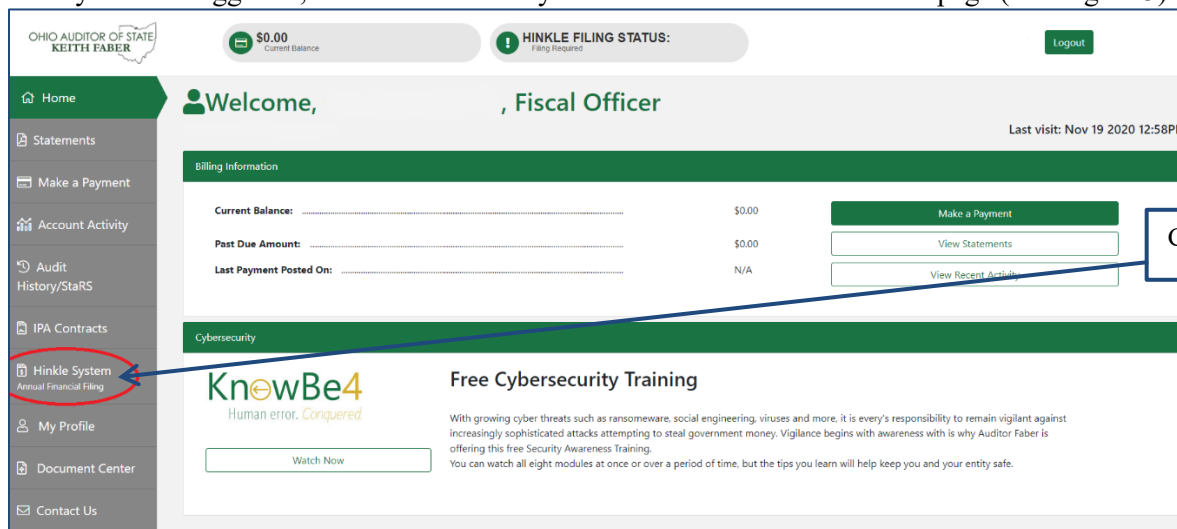 OHIO AUDITOR OF STATE
KEITH FABER
$0.00
Current Balance
HINKLE FILING STATUS:
Filing Required
Logout
Home
Statements
Make a Payment
Account Activity
Audit
History/StaRS
IPA Contracts
Hinkle System
Annual Financial Filing
My Profile
Document Center
Contact Us
Welcome, , Fiscal Officer
Last visit: Nov 19 2020 12:58P
Billing Information
Current Balance: $0.00
Make a Payment
Past Due Amount: $0.00
View Statements
Last Payment Posted On: N/A
View Recent Activity
Cybersecurity
KnowBe4
Human error. Conquered.
Watch Now
Free Cybersecurity Training
With growing cyber threats such as ransomeware, social engineering, viruses and more, it is every's responsibility to remain vigilant against
increasingly sophisticated attacks attempting to steal government money. Vigilance begins with awareness with is why Auditor Faber is
offering this free Security Awareness Training.
You can watch all eight modules at once or over a period of time, but the tips you learn will help keep you and your entity safe.